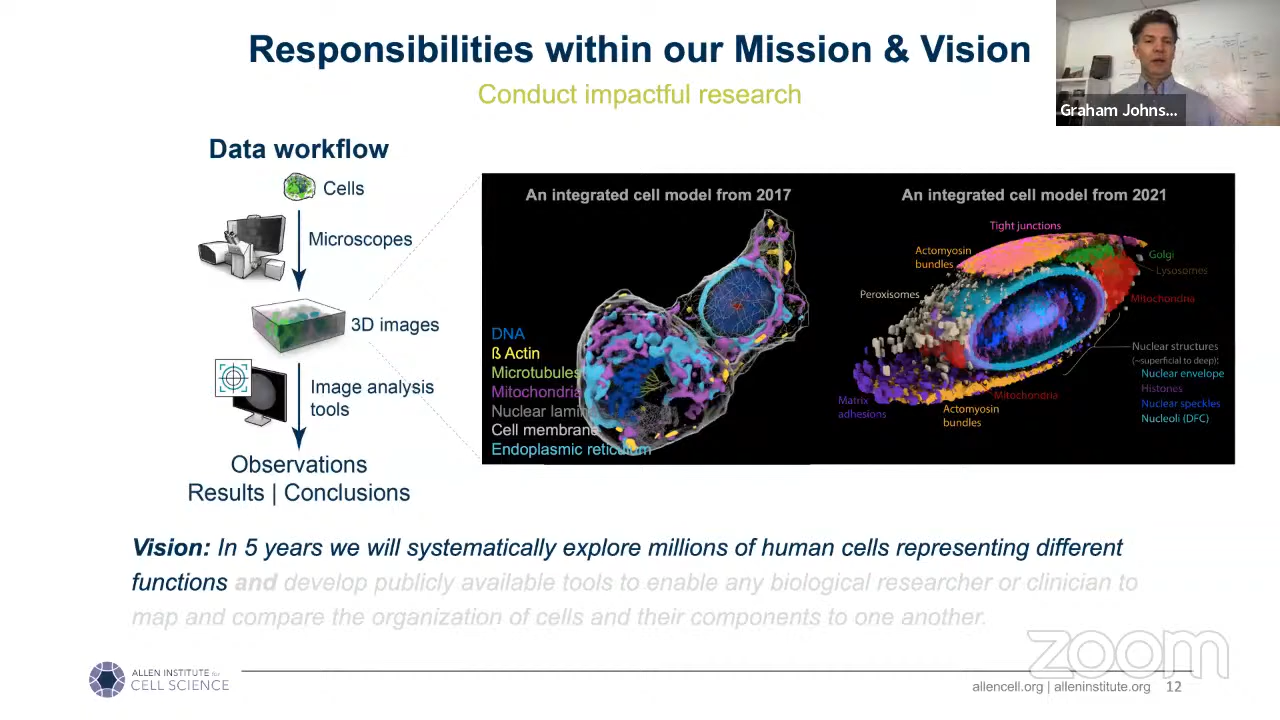 Responsibilities within our Mission & Vision
Conduct impactful research
Graham Johns...
Data workflow
Cells
Microscopes
3D images
Image analysis
tools
Observations
Results | Conclusions
An integrated cell model from 2017
DNA
ß Actin
Microtubules
Mitochondria
Nuclear lamin
Cell membrane
Endoplasmic reticulum
An integrated cell model from 2021
Tight junctions
Actomyosin
bundles
Golgi
Lysosomes
Peroxisomes
Mitochondria
Nuclear structures
(~superficial to deep):
Nuclear envelope
Histones
Nuclear speckles
Nucleoli (DFC)
Matrix
adhesions
Mitochondria
Actomyosin
bundles
Vision: In 5 years we will systematically explore millions of human cells representing different
functions and develop publicly available tools to enable any biological researcher or clinician to
map and compare the organization of cells and their components to one another.
zoom
ALLEN INSTITUTE for
CELL SCIENCE
allencell.org | alleninstitute.org 12